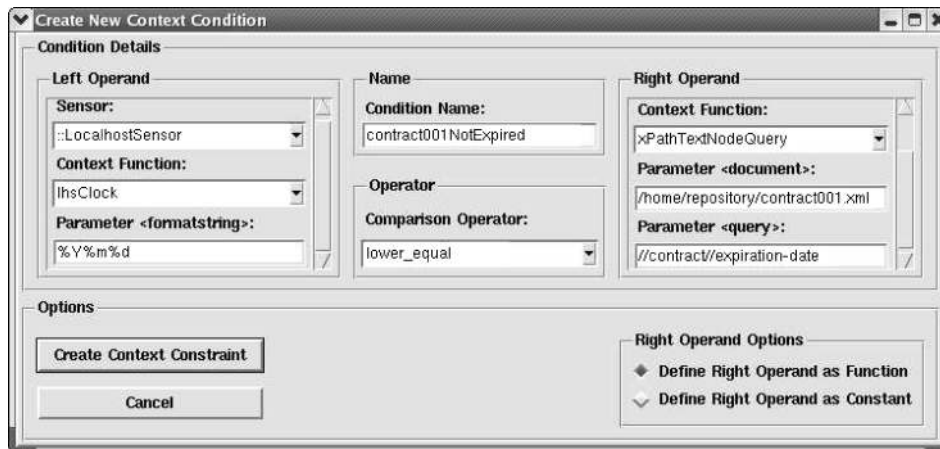 Create New Context Condition
Condition Details
Left Operand
Sensor:
::LocalhostSensor
Context Function:
lhsClock
Parameter <formatstring>:
%Y%m%d
Name
Condition Name:
contract001NotExpired
Operator
Comparison Operator:
lower_equal
Right Operand
Context Function:
xPathTextNodeQuery
Parameter <document>:
/home/repository/contract001.xml
Parameter <query>:
//contract//expiration-date
Options
Create Context Constraint
Cancel
Right Operand Options
Define Right Operand as Function
Define Right Operand as Constant